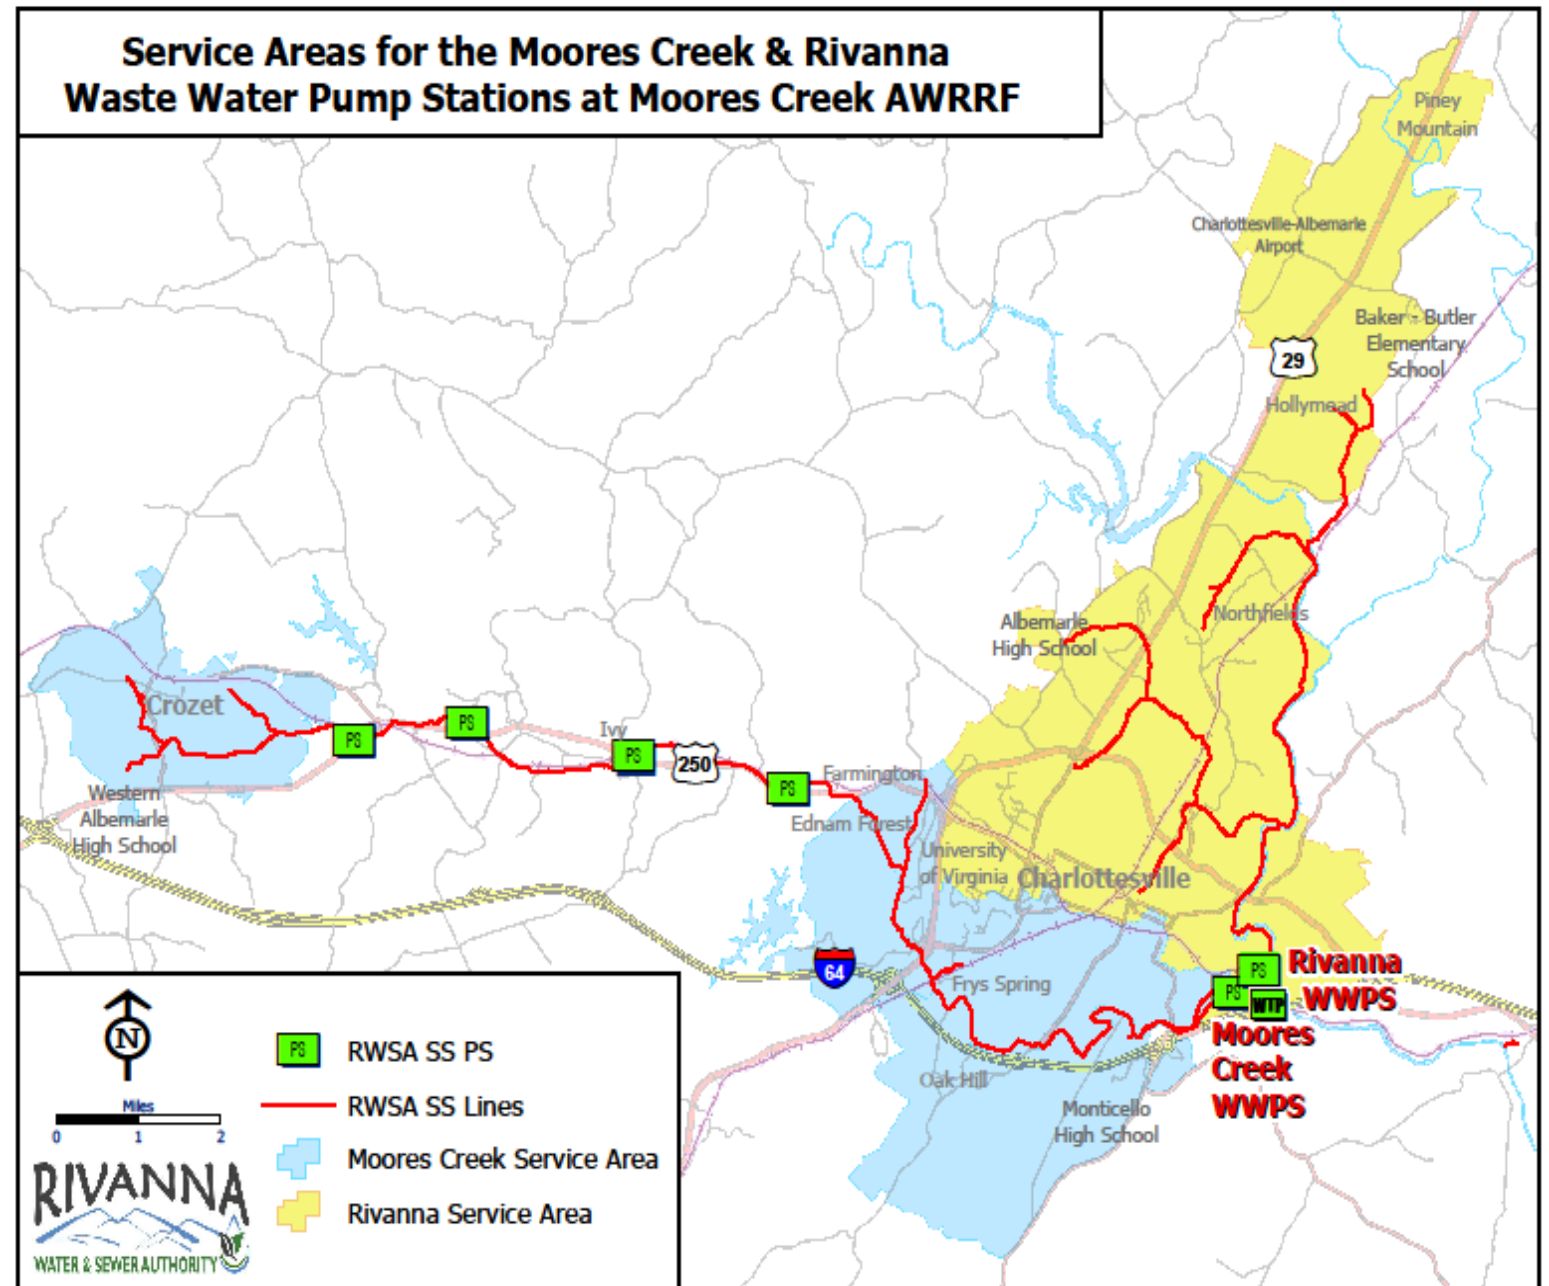 Service Areas for the Moores Creek & Rivanna
Waste Water Pump Stations at Moores Creek AWRRF
Piney
Mountain
Charlottesville-Albemarle
Airport
Baker - Butler
Elementary
School
29
Hollymead
Northfields
Albemarle
High School
Crozet
PS
PS
Ivy
PS
250
PS
Farmington
Ednam Forest
Western
Albemarle
High School
University
of Virginia
Charlottesville
64
Frys Spring
PS
Rivanna
WWPS
PS
WTP
Moores
Creek
WWPS
Oak Hill
Monticello
High School
N
Miles
0 1 2
PS RWSA SS PS
RWSA SS Lines
Moores Creek Service Area
Rivanna Service Area
RIVANNA
WATER & SEWER AUTHORITY